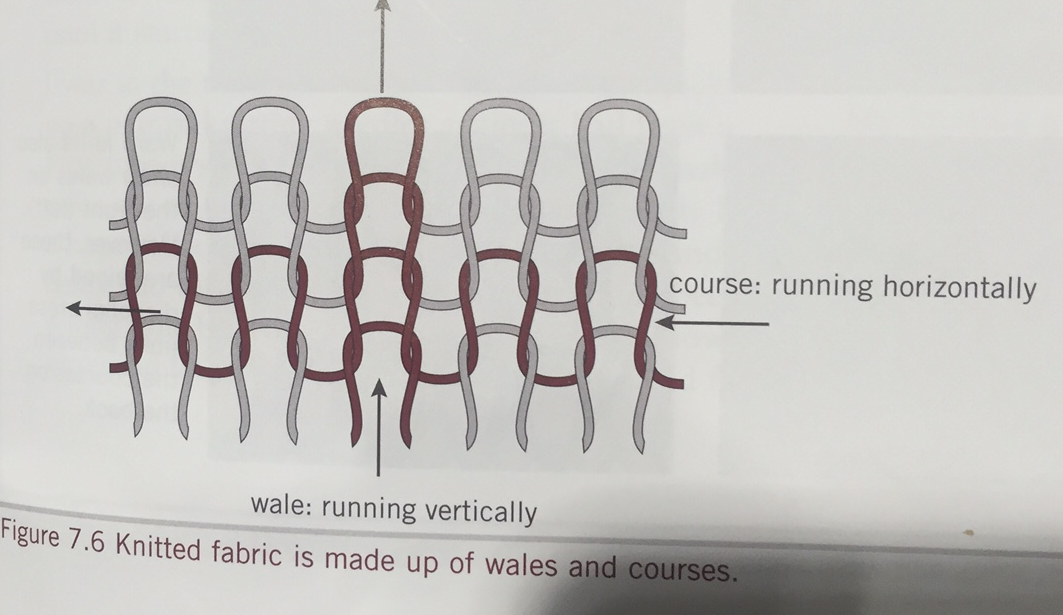 course: running horizontally
wale: running vertically
Figure 7.6 Knitted fabric is made up of wales and courses.